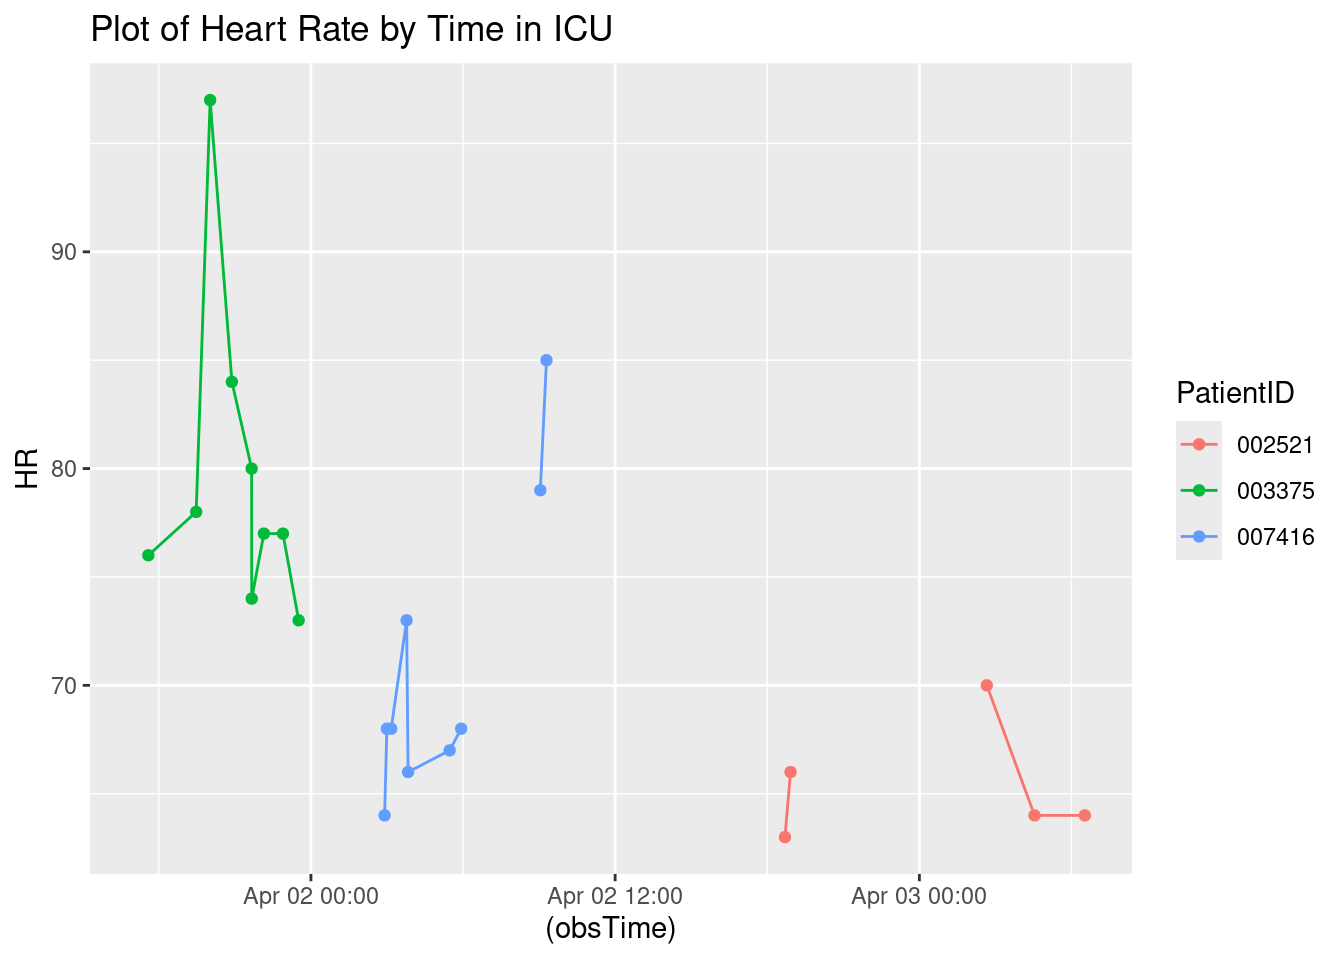 Plot of Heart Rate by Time in ICU
HR
90
80
70
Apr 02 00:00
Apr 02 12:00
Apr 03 00:00
(obsTime)
PatientID
002521
003375
007416